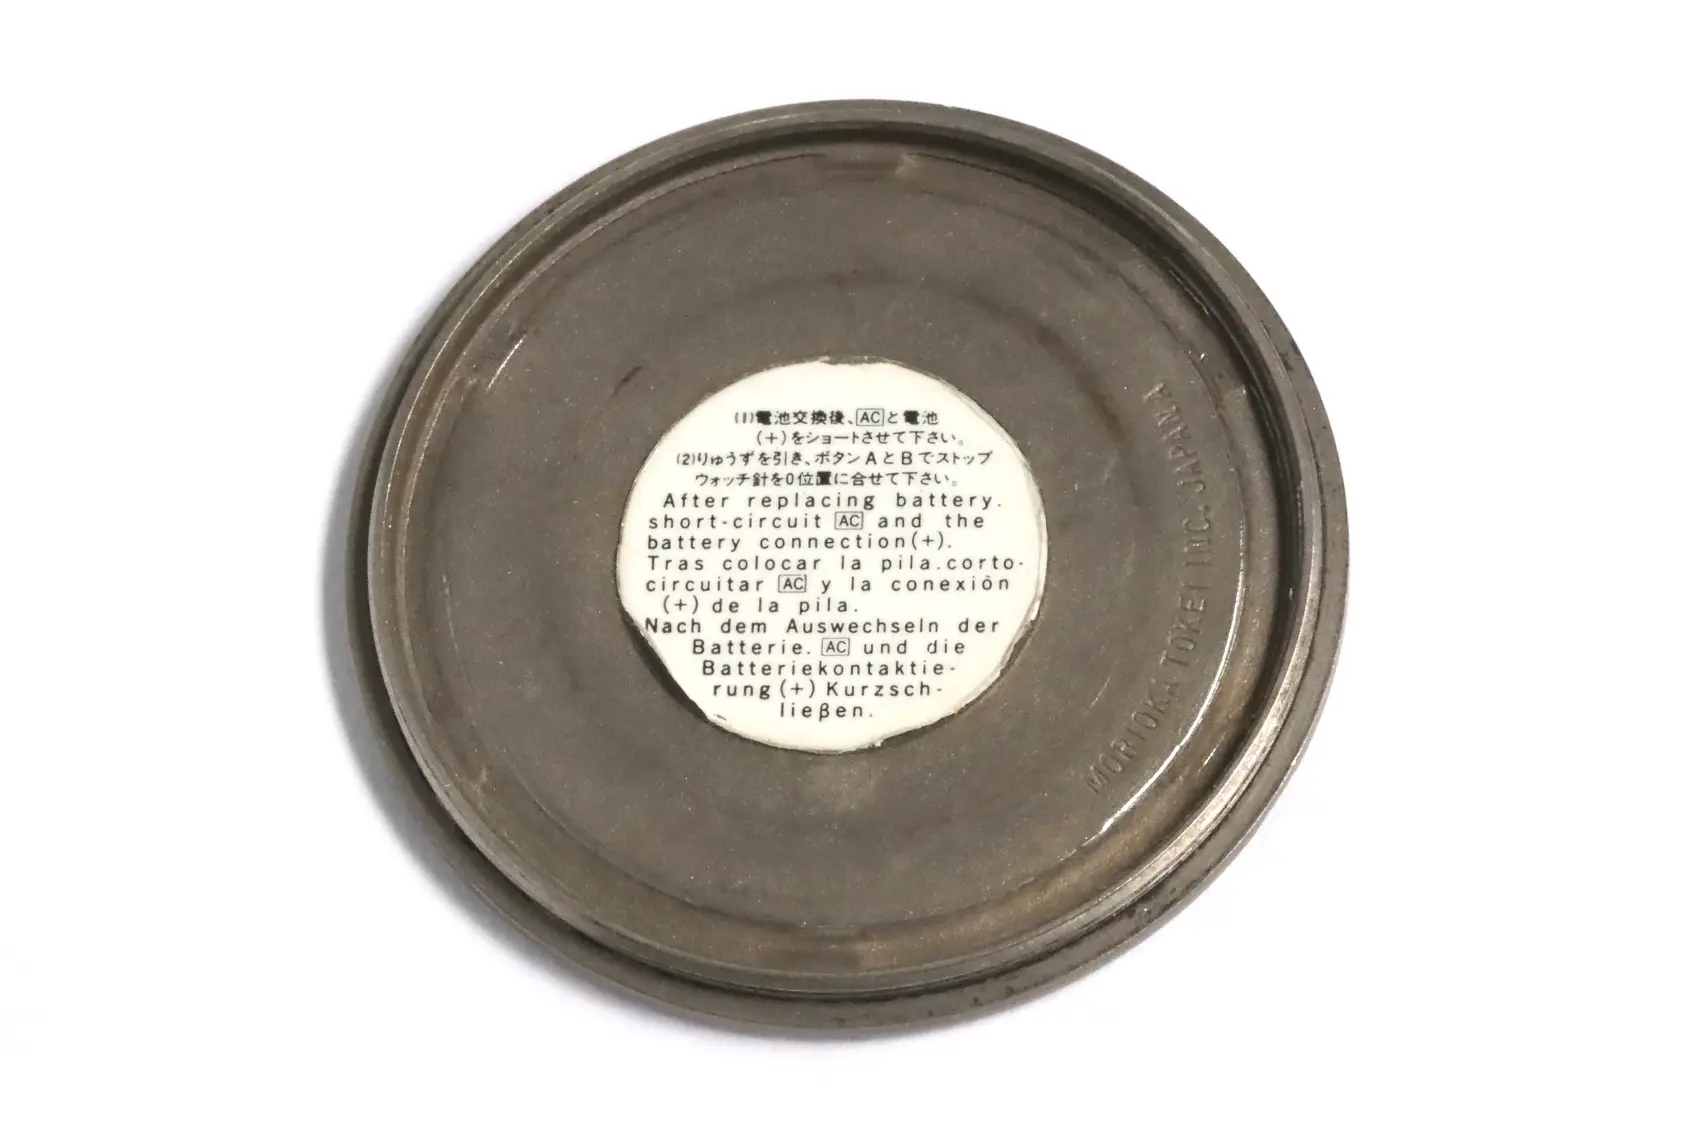 (1)電池交換後、ACと電池
(+)をショートさせて下さい。
(2)りゅうずを引き、ボタンAとBでストップ
ウォッチ針を0位置に合せて下さい。
After replacing battery.
short-circuit AC and the
battery connection(+).
Tras colocar la pila.corto-
circuitar AC y la conexión
(+) de la pila.
Nach dem Auswechseln der
Batterie. AC und die
Batteriekontaktie-
rung(+) Kurzsch-
ließen.
MORIOKA TOKEI INC. JAPAN A